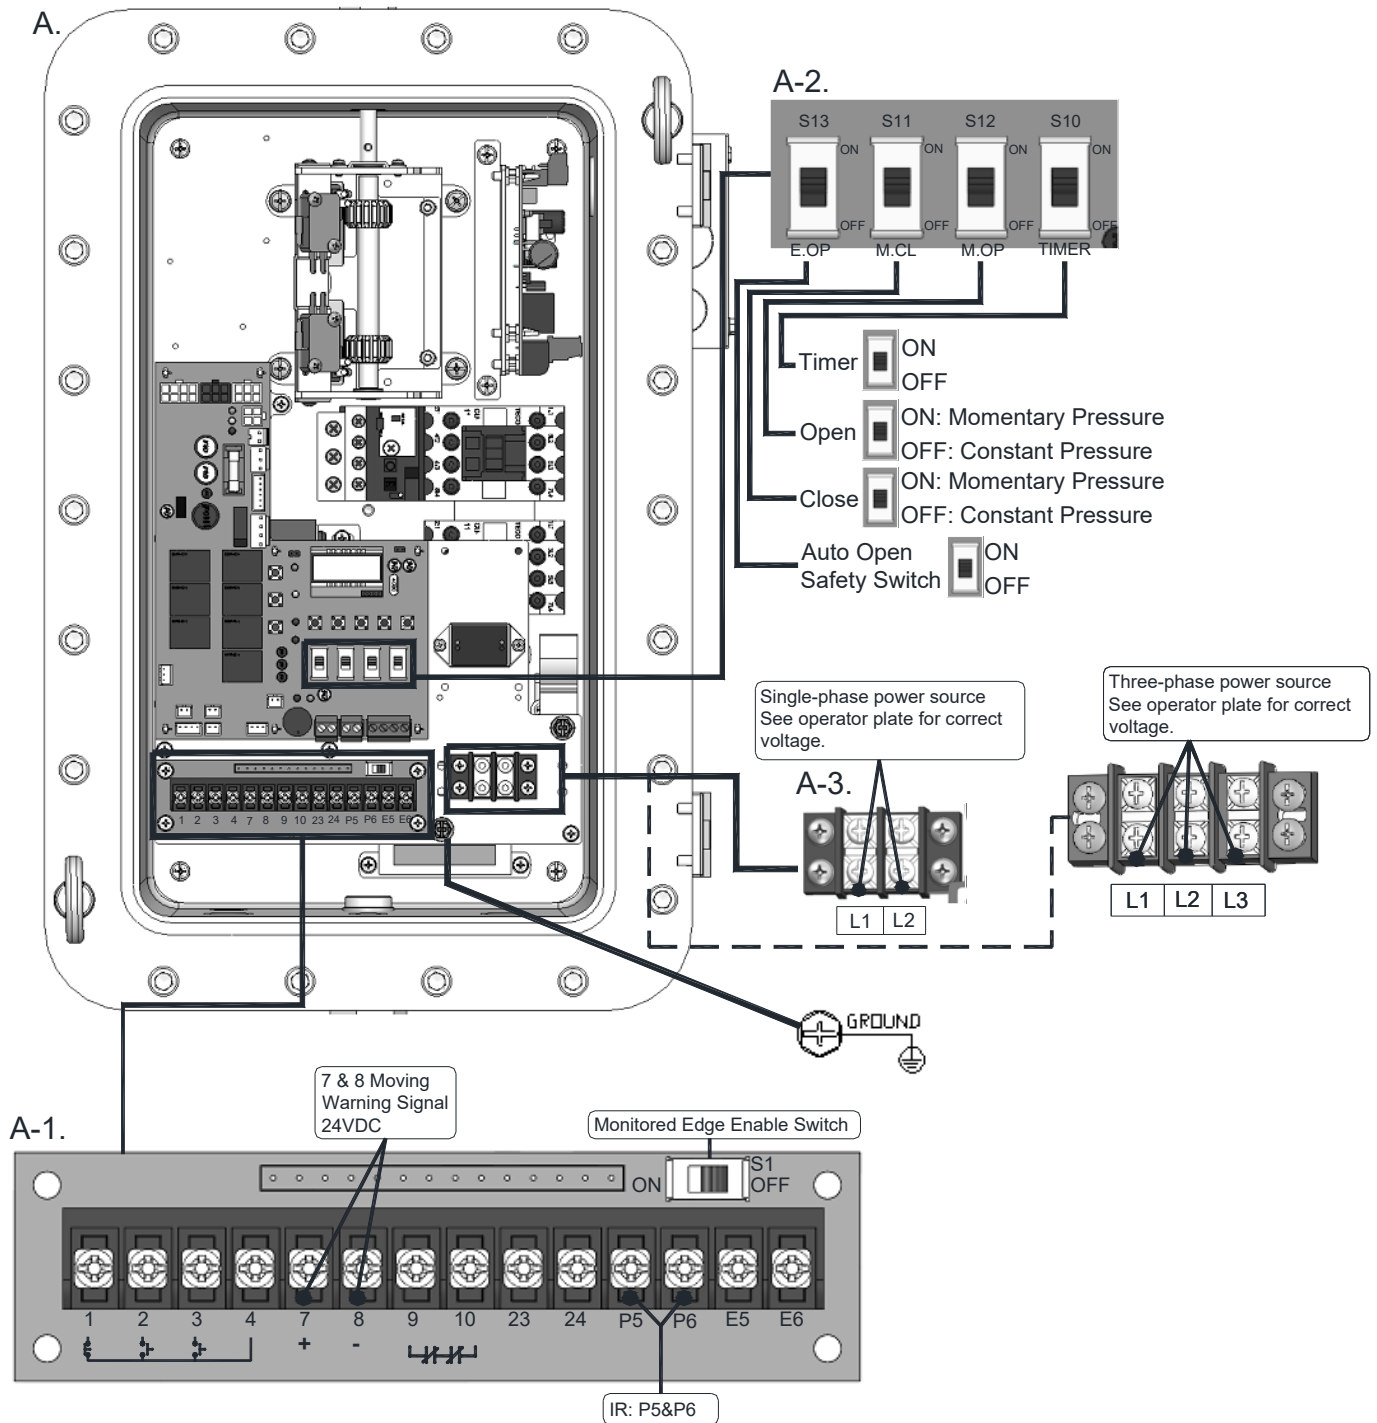 A.
A-2.
S13 S11 S12 S10
ON ON ON ON
OFF OFF OFF OFF
E.OP M.CL M.OP TIMER
Timer ON
OFF
Open ON: Momentary Pressure
OFF: Constant Pressure
Close ON: Momentary Pressure
OFF: Constant Pressure
Auto Open
Safety Switch
ON
OFF
Single-phase power source
See operator plate for correct
voltage.
Three-phase power source
See operator plate for correct
voltage.
A-3.
L1 L2
L1 L2 L3
1 2 3 4 7 8 9 10 23 24 P5 P6 E5 E6
GROUND
7 & 8 Moving
Warning Signal
24VDC
A-1.
Monitored Edge Enable Switch
S1
ON OFF
1 2 3 4 7 8 9 10 23 24 P5 P6 E5 E6
+ -
IR: P5&P6